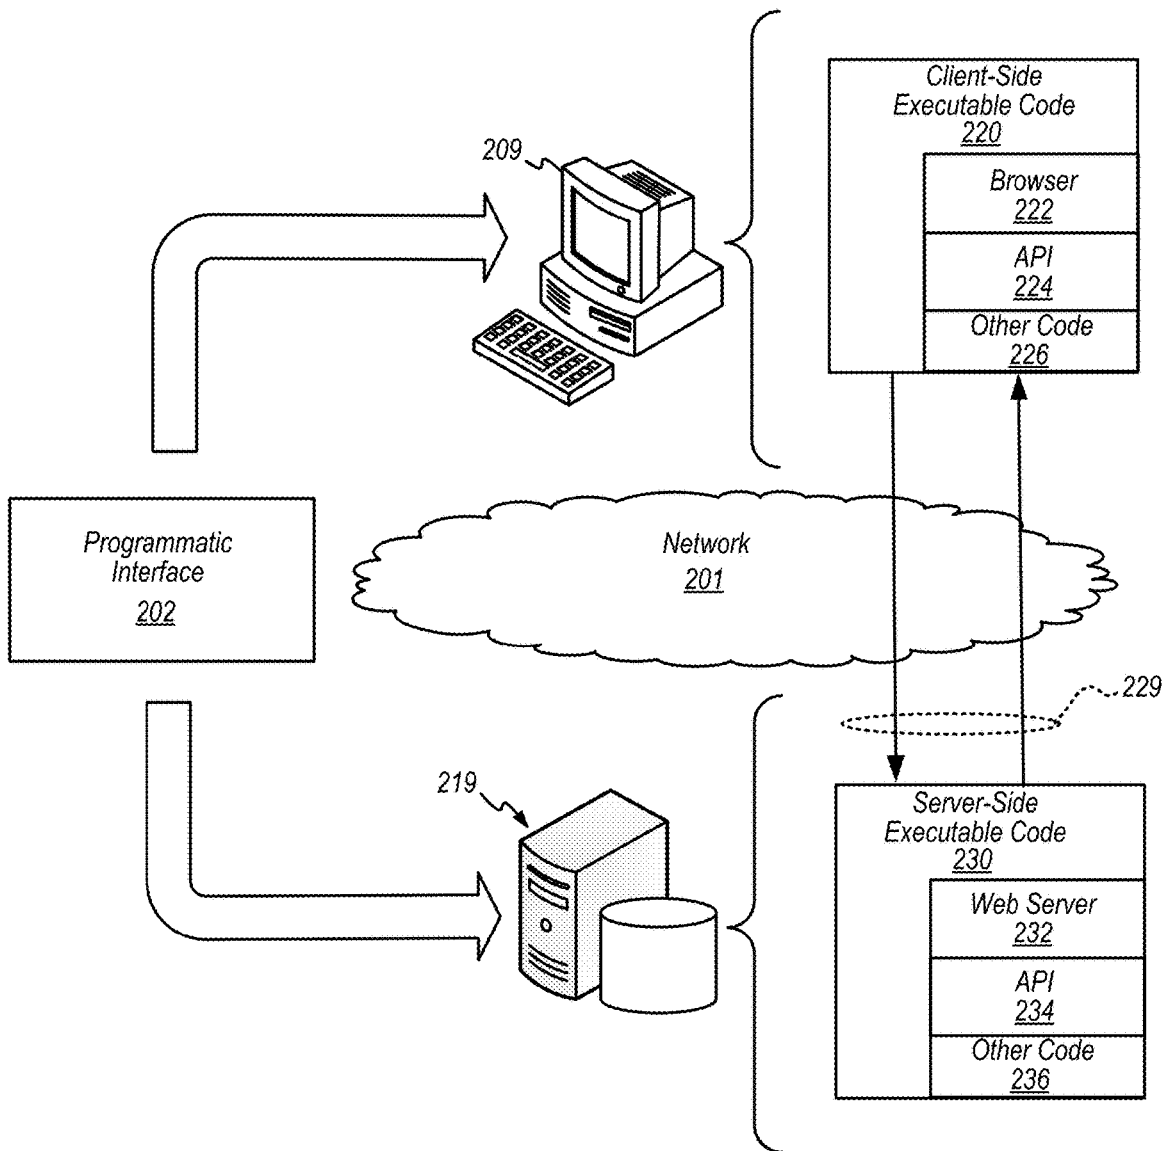 Client-Side
Executable Code
220
209
Browser
222
API
224
Other Code
226
Programmatic
Interface
202
Network
201
229
219
Server-Side
Executable Code
230
Web Server
232
API
234
Other Code
236